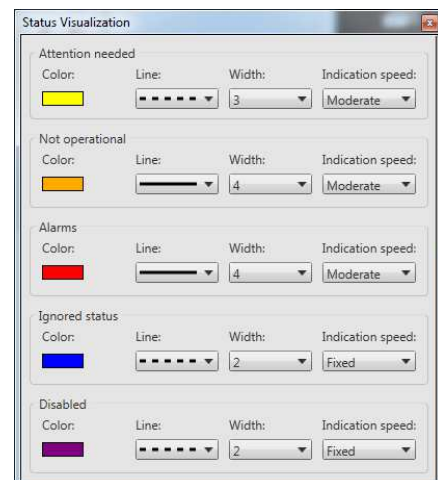 Status Visualization
Attention needed
Color: Line: Width: Indication speed:
3 Moderate
Not operational
Color: Line: Width: Indication speed:
4 Moderate
Alarms
Color: Line: Width: Indication speed:
4 Moderate
Ignored status
Color: Line: Width: Indication speed:
2 Fixed
Disabled
Color: Line: Width: Indication speed:
2 Fixed